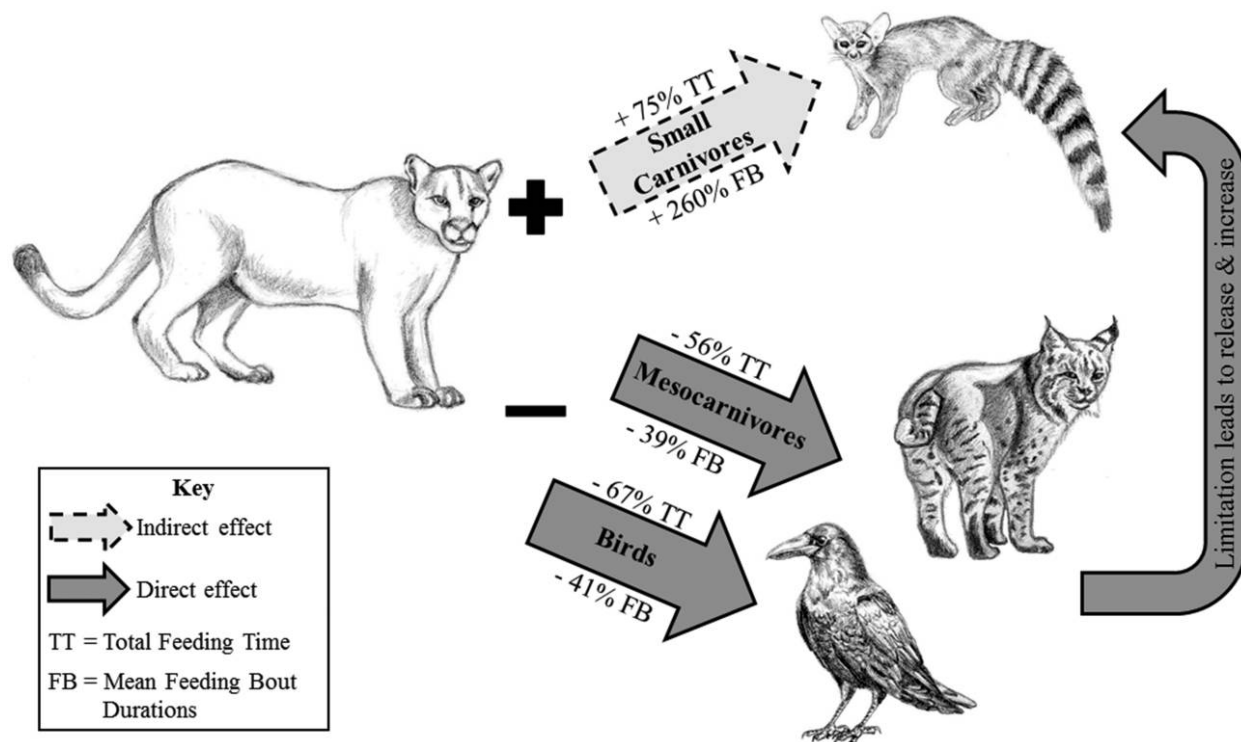 + 75% TT
Small
Carnivores
+ 260% FB
- 56% TT
Mesocarnivores
- 39% FB
- 67% TT
Birds
- 41% FB
Limitation leads to release & increase
Key
Indirect effect
Direct effect
TT = Total Feeding Time
FB = Mean Feeding Bout
Durations